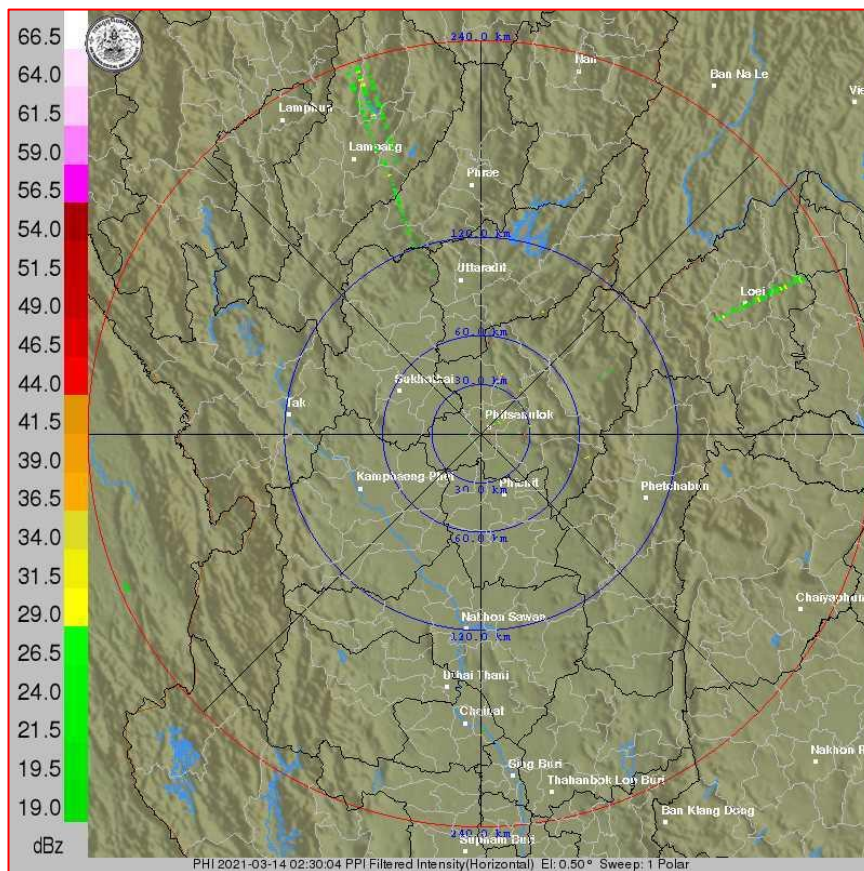 66.5
64.0
61.5
59.0
56.5
54.0
51.5
49.0
46.5
44.0
41.5
39.0
36.5
34.0
31.5
29.0
26.5
24.0
21.5
19.5
19.0
dBz
240.0 km
Nan
Ban Na Le
Vie
Lamphun
Lampang
Phrae
120.0 km
Uttaradit
Loei
60.0 km
30.0 km
Sukhothai
Tak
Phitsanulok
Kamphaeng Phet
Phichit
30.0 km
Phetchabun
60.0 km
Chaiyaphum
Nakhon Sawan
120.0 km
Uthai Thani
Chainat
Nakhon R
Sing Buri
Thahanbok Lop Buri
Ban Klang Dong
240.0 km
Suphan Buri
PHI 2021-03-14 02:30:04 PPI Filtered Intensity(Horizontal) El: 0.50° Sweep: 1 Polar